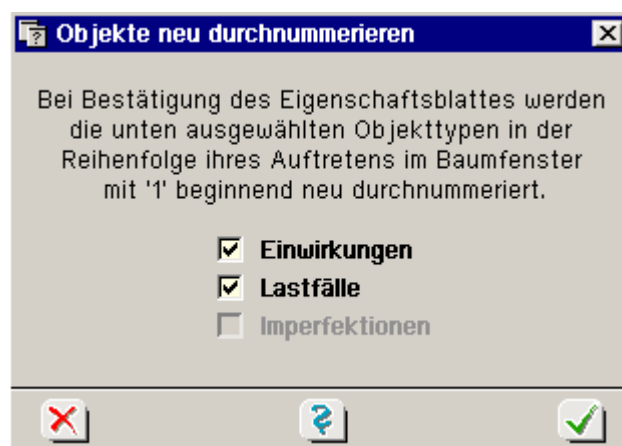 Objekte neu durchnummerieren
Bei Bestätigung des Eigenschaftsblattes werden
die unten ausgewählten Objekttypen in der
Reihenfolge ihres Auftretens im Baumfenster
mit '1' beginnend neu durchnummeriert.
Einwirkungen
Lastfälle
Imperfektionen